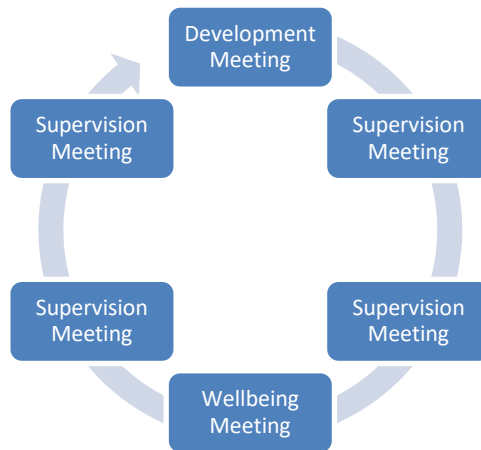 Development
Meeting
Supervision
Meeting
Supervision
Meeting
Wellbeing
Meeting
Supervision
Meeting
Supervision
Meeting